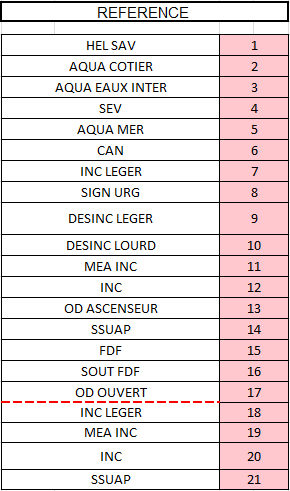 REFERENCE
HEL SAV 1
AQUA COTIER 2
AQUA EAUX INTER 3
SEV 4
AQUA MER 5
CAN 6
INC LEGER 7
SIGN URG 8
DESINC LEGER 9
DESINC LOURD 10
MEA INC 11
INC 12
OD ASCENSEUR 13
SSUAP 14
FDF 15
SOUT FDF 16
OD OUVERT 17
INC LEGER 18
MEA INC 19
INC 20
SSUAP 21